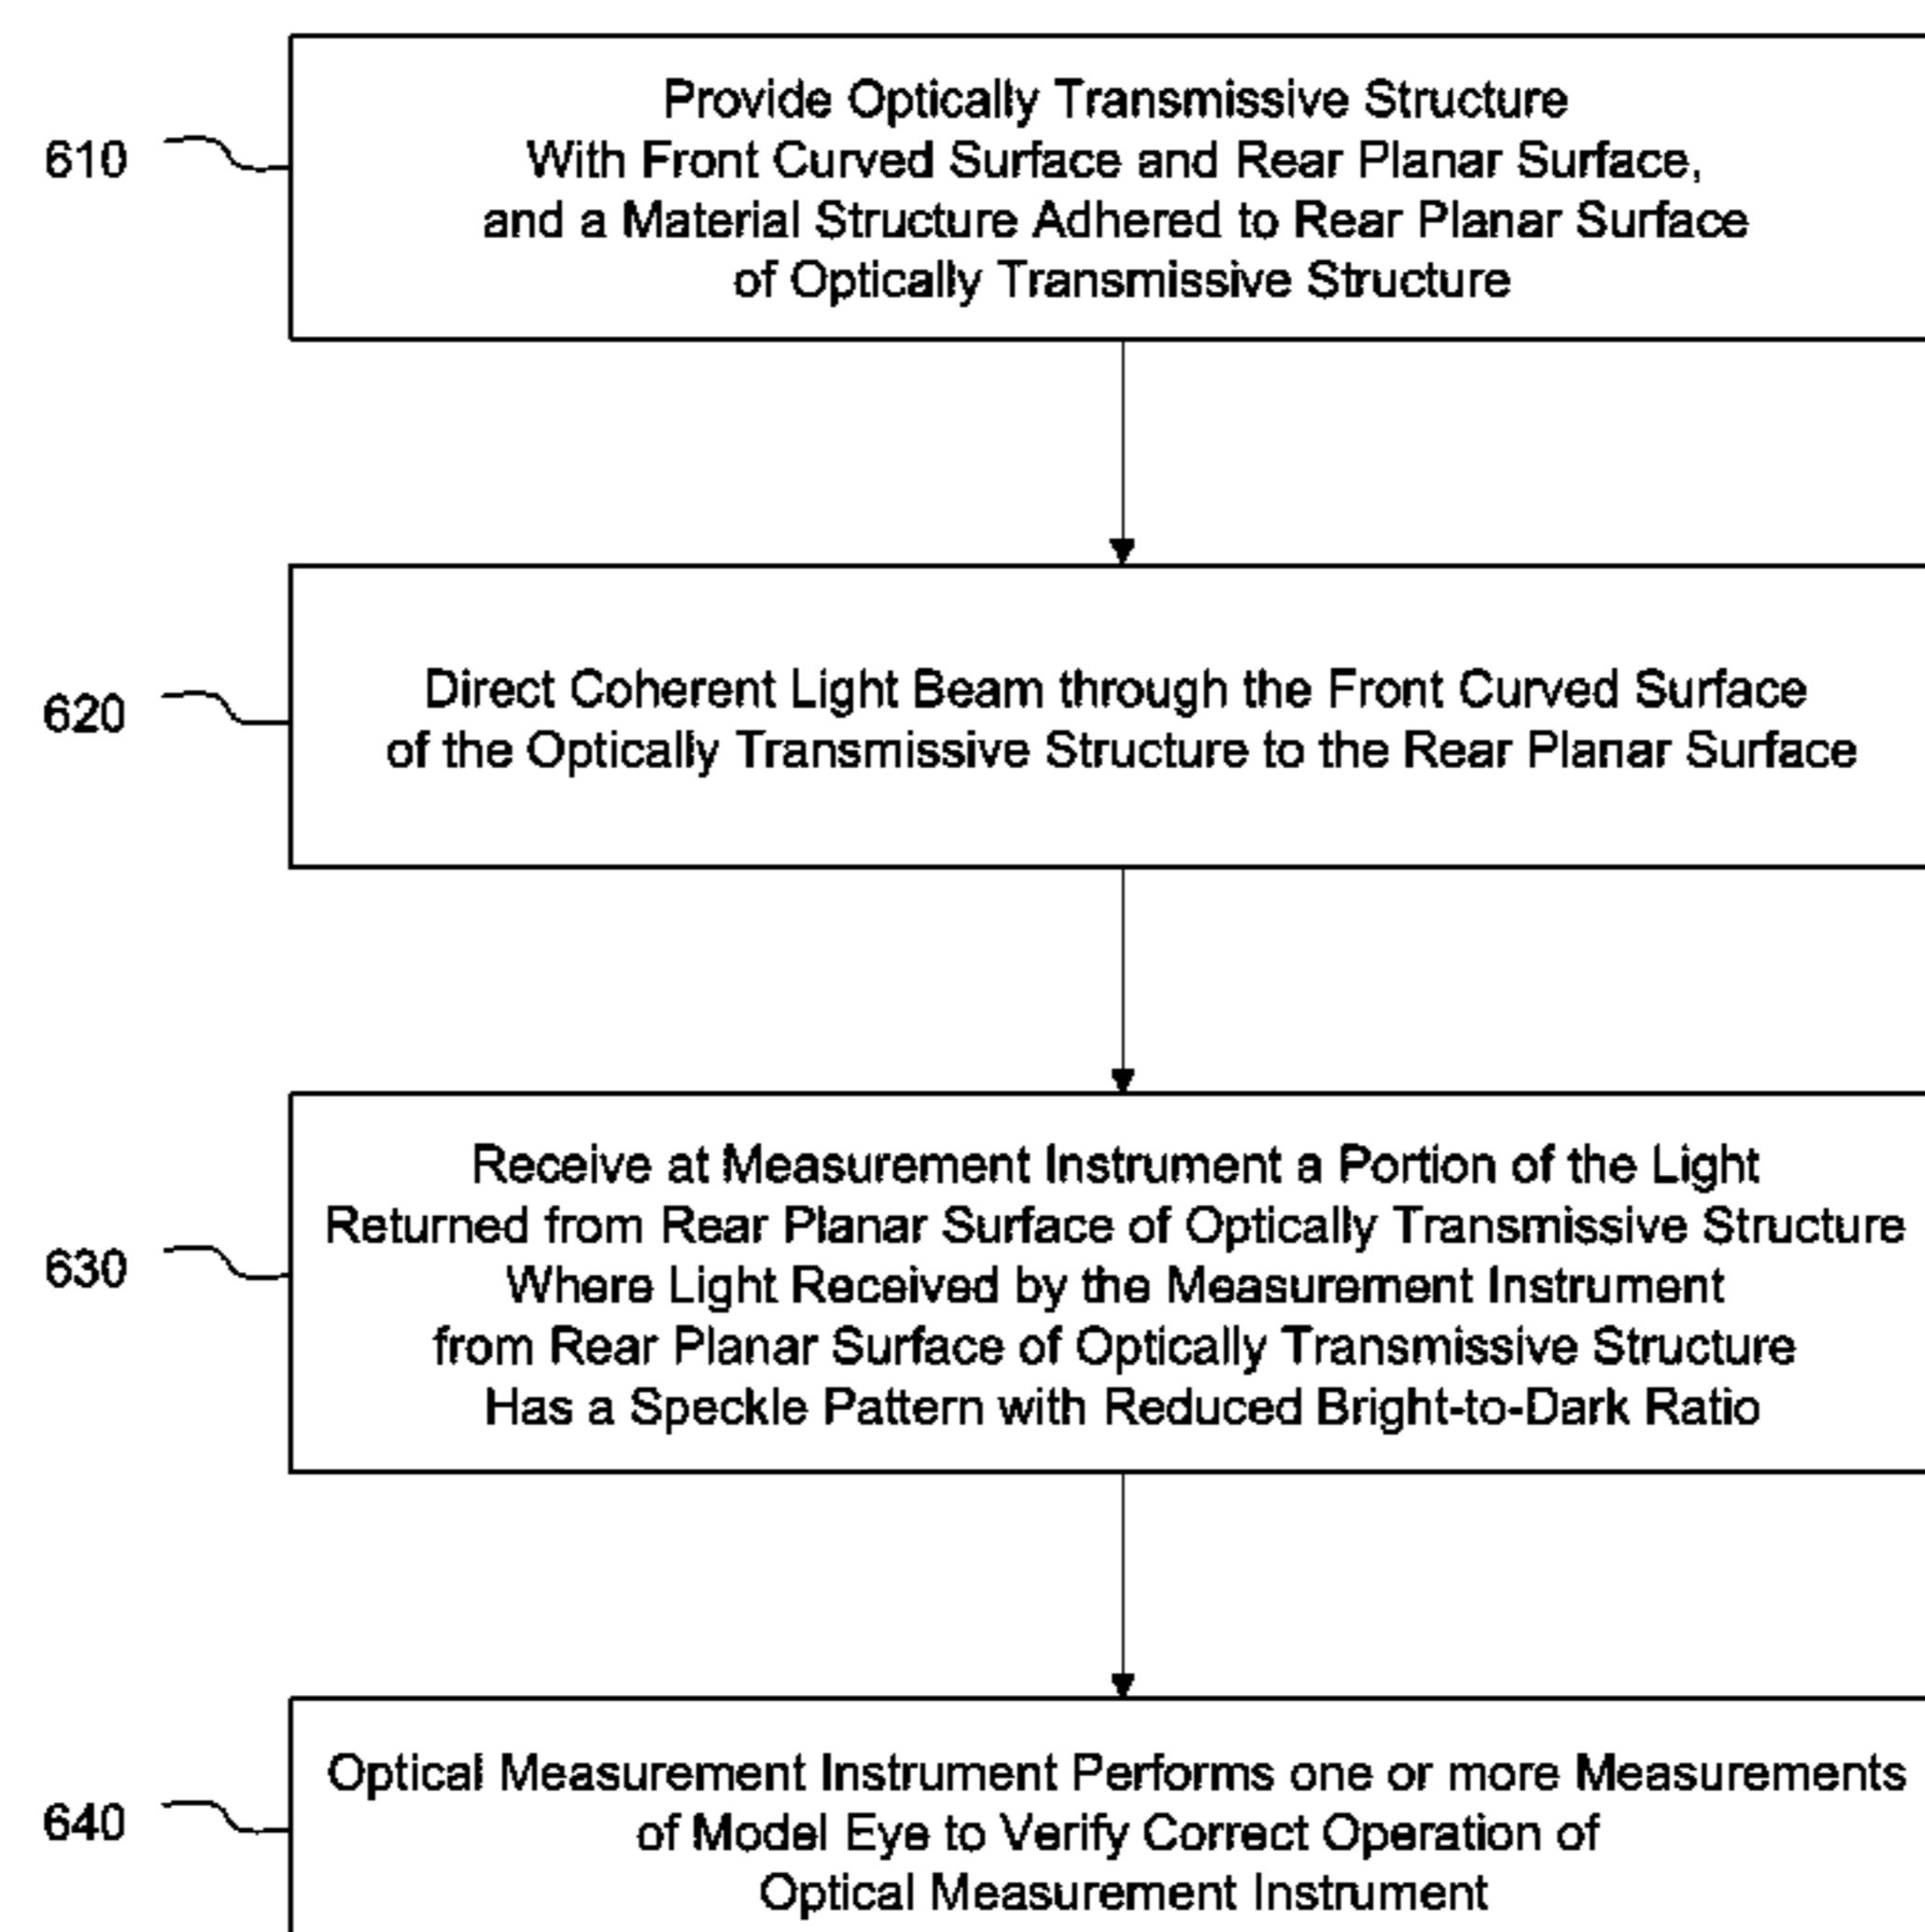 610
Provide Optically Transmissive Structure
With Front Curved Surface and Rear Planar Surface,
and a Material Structure Adhered to Rear Planar Surface
of Optically Transmissive Structure
620
Direct Coherent Light Beam through the Front Curved Surface
of the Optically Transmissive Structure to the Rear Planar Surface
630
Receive at Measurement Instrument a Portion of the Light
Returned from Rear Planar Surface of Optically Transmissive Structure
Where Light Received by the Measurement Instrument
from Rear Planar Surface of Optically Transmissive Structure
Has a Speckle Pattern with Reduced Bright-to-Dark Ratio
640
Optical Measurement Instrument Performs one or more Measurements
of Model Eye to Verify Correct Operation of
Optical Measurement Instrument